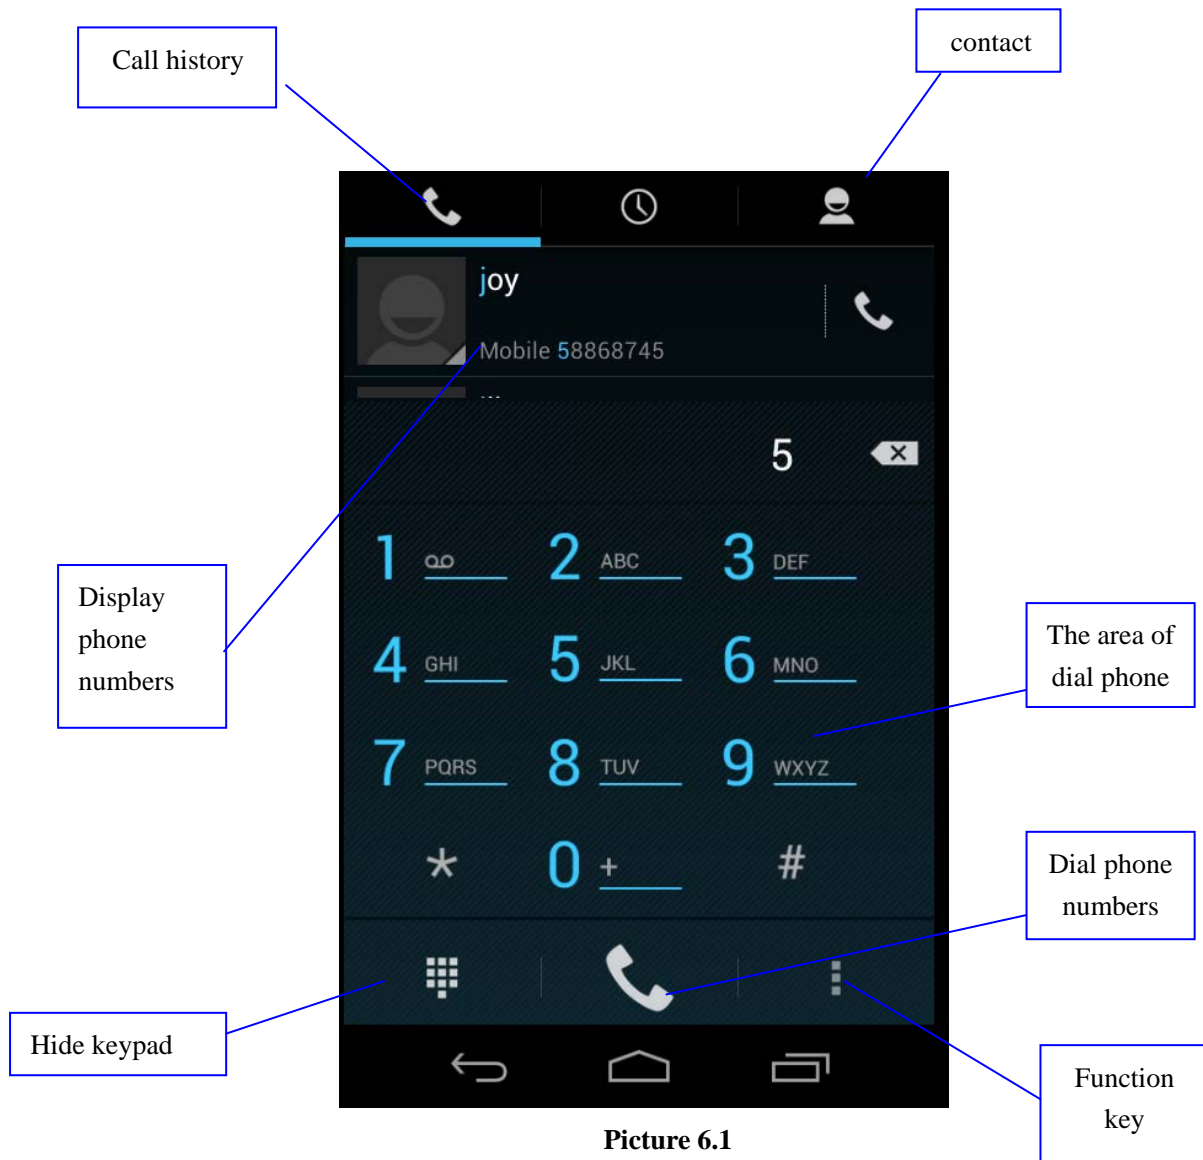 Call history
contact
joy
Mobile 58868745
5
1
2 ABC
3 DEF
Display
phone
numbers
4 GHI
5 JKL
6 MNO
The area of
dial phone
7 PQRS
8 TUV
9 WXYZ
*
0 +
#
Dial phone
numbers
Hide keypad
Function
key
Picture 6.1